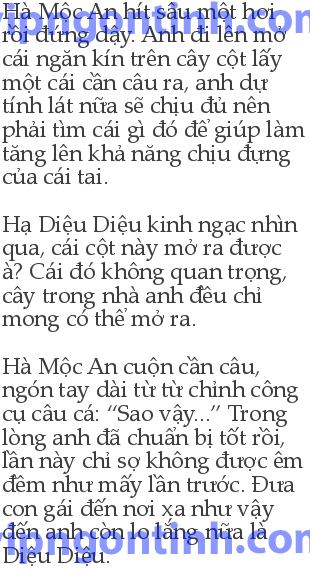 Hà Mộc An hít sâu một hơi
rồi đứng dậy. Anh đi lên mở
cái ngăn kín trên cây cột lấy
một cái cần câu ra, anh dự
tính lát nữa sẽ chịu đủ nên
phải tìm cái gì đó để giúp làm
tăng lên khả năng chịu đựng
của cái tai.
Hạ Diệu Diệu kinh ngạc nhìn
qua, cái cột này mở ra được
à? Cái đó không quan trọng,
cây trong nhà anh đều chỉ
mong có thể mở ra.
Hà Mộc An cuộn cần câu,
ngón tay dài từ từ chỉnh công
cụ câu cá: “Sao vậy...” Trong
lòng anh đã chuẩn bị tốt rồi,
lần này chỉ sợ không được êm
đêm như mấy lần trước. Đưa
con gái đến nơi xa như vậy
đến anh còn lo lắng nữa là
Diệu Diệu.
vipngontinh.com